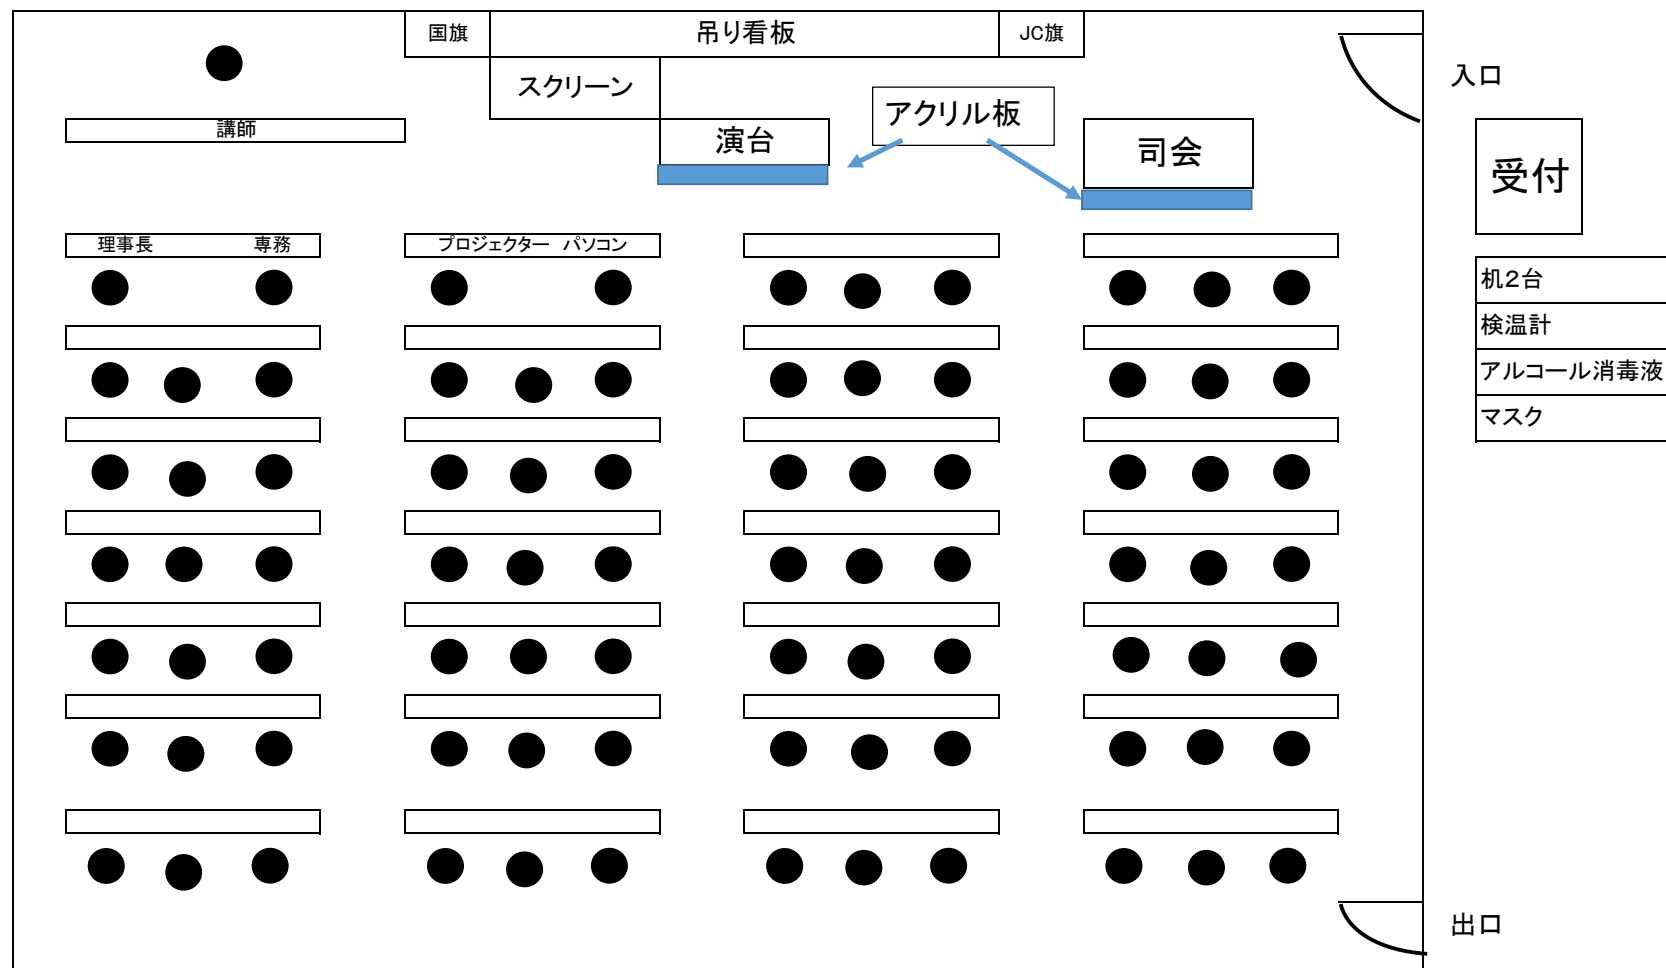 国旗
吊り看板
JC旗
スクリーン
アクリル板
入口
講師
演台
司会
受付
理事長 専務
プロジェクター パソコン
机2台
検温計
アルコール消毒液
マスク
出口